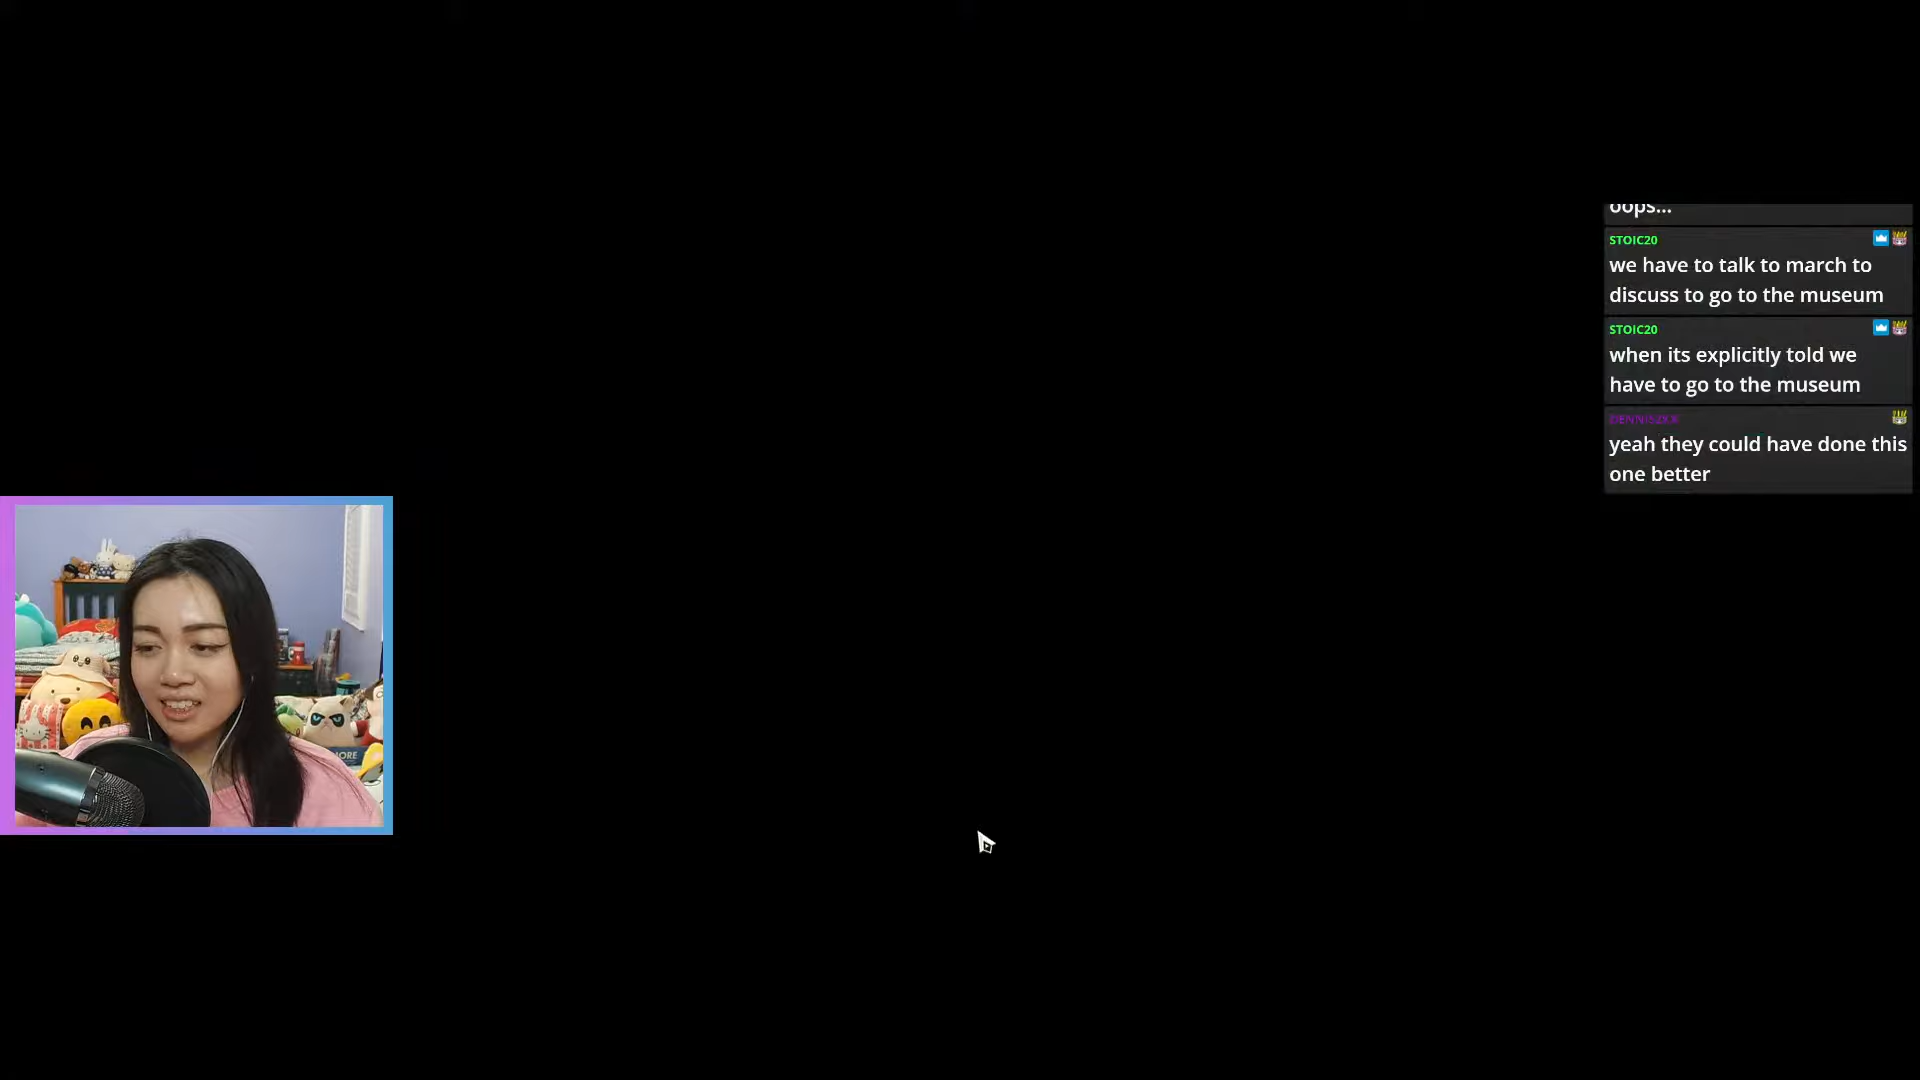 oops...
STOIC20
we have to talk to march to
discuss to go to the museum
STOIC20
when its explicitly told we
have to go to the museum
yeah they could have done this
one better